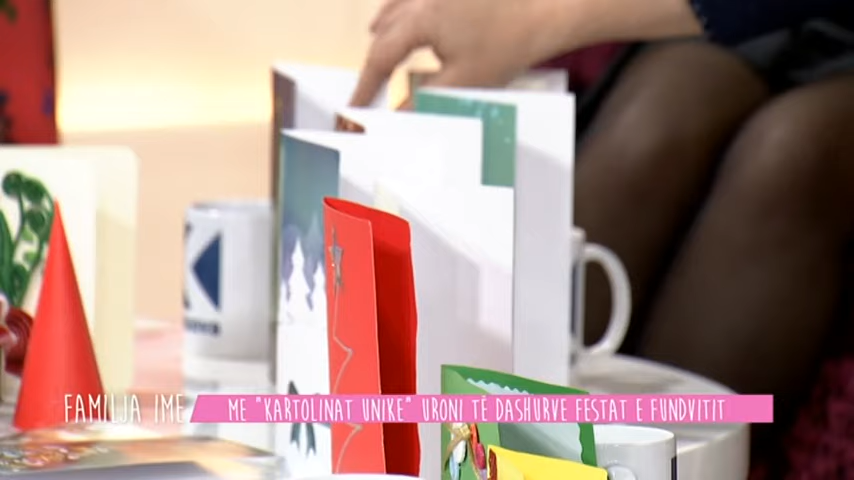 K
FAMILJA IME
ME "KARTOLINAT UNIKE" URONI TË DASHURVE FESTAT E FUNDVITIT